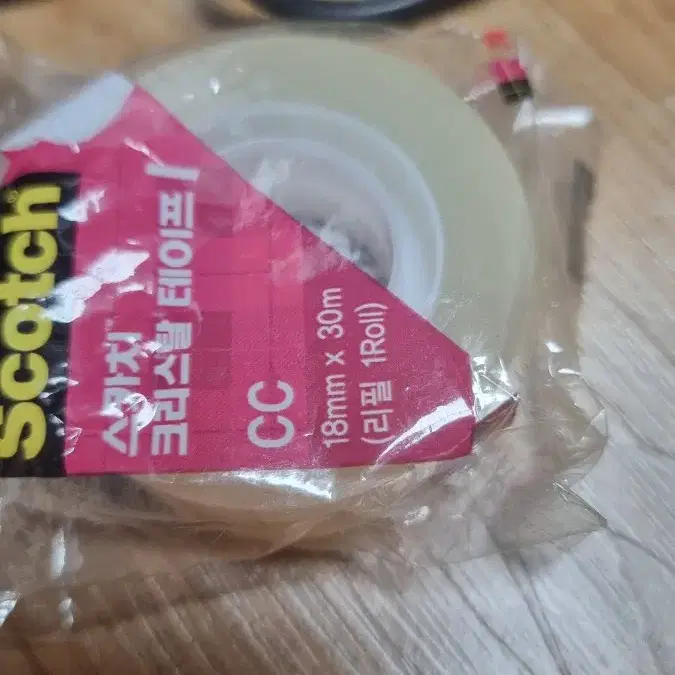 Scotch®
스카치
크리스탈 테이프
CC
18mm x 30m
(리필 1Roll)